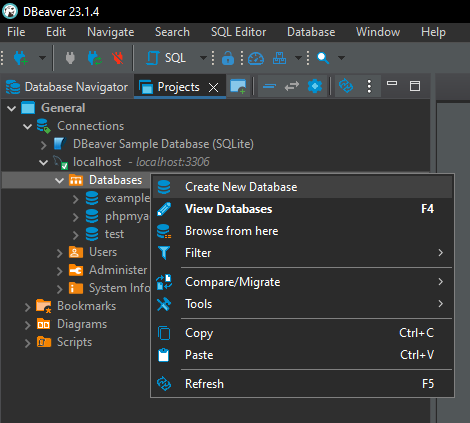 DBeaver 23.1.4
File Edit Navigate Search SQL Editor Database Window Help
SQL
Database Navigator Projects
General
Connections
DBeaver Sample Database (SQLite)
localhost - localhost:3306
Databases
example
phpmya
test
Users
Administer
System Info
Bookmarks
Diagrams
Scripts
Create New Database
View Databases F4
Browse from here
Filter
Compare/Migrate
Tools
Copy Ctrl+C
Paste Ctrl+V
Refresh F5